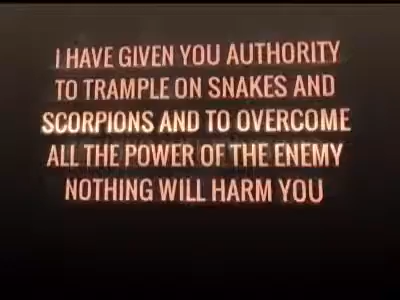 I HAVE GIVEN YOU AUTHORITY
TO TRAMPLE ON SNAKES AND
SCORPIONS AND TO OVERCOME
ALL THE POWER OF THE ENEMY
NOTHING WILL HARM YOU